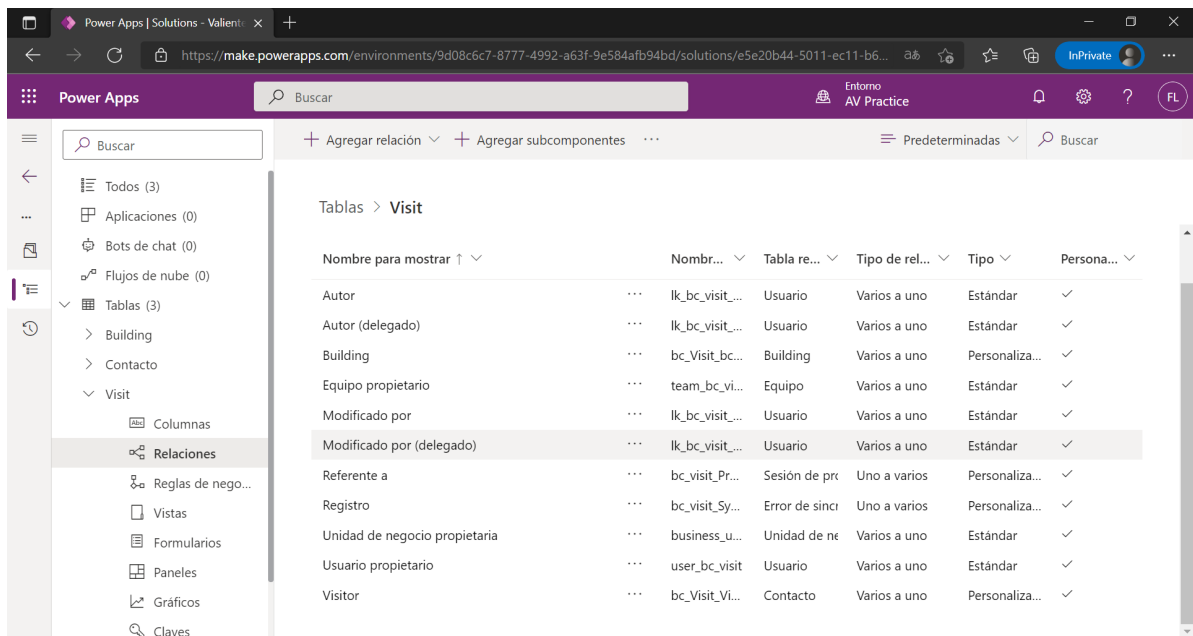 Power Apps | Solutions - Valiente
https://make.powerapps.com/environments/9d08c6c7-8777-4992-a63f-9e584afb94bd/solutions/e5e20b44-5011-ec11-b6...
InPrivate
Power Apps
Buscar
Entorno
AV Practice
FL
Buscar
Agregar relación
Agregar subcomponentes
Predeterminadas
Buscar
Todos (3)
Aplicaciones (0)
Bots de chat (0)
Flujos de nube (0)
Tablas (3)
Building
Contacto
Visit
Abc Columnas
Relaciones
Reglas de nego...
Vistas
Formularios
Paneles
Gráficos
Claves
Tablas > Visit
Nombre para mostrar ↑ Nombr... Tabla re... Tipo de rel... Tipo Persona...
Autor ... lk_bc_visit_... Usuario Varios a uno Estándar
Autor (delegado) ... lk_bc_visit_... Usuario Varios a uno Estándar
Building ... bc_Visit_bc... Building Varios a uno Personaliza...
Equipo propietario ... team_bc_vi... Equipo Varios a uno Estándar
Modificado por ... lk_bc_visit_... Usuario Varios a uno Estándar
Modificado por (delegado) ... lk_bc_visit_... Usuario Varios a uno Estándar
Referente a ... bc_visit_Pr... Sesión de pro Uno a varios Personaliza...
Registro ... bc_visit_Sy... Error de sincr Uno a varios Personaliza...
Unidad de negocio propietaria ... business_u... Unidad de ne Varios a uno Estándar
Usuario propietario ... user_bc_visit Usuario Varios a uno Estándar
Visitor ... bc_Visit_Vi... Contacto Varios a uno Personaliza...